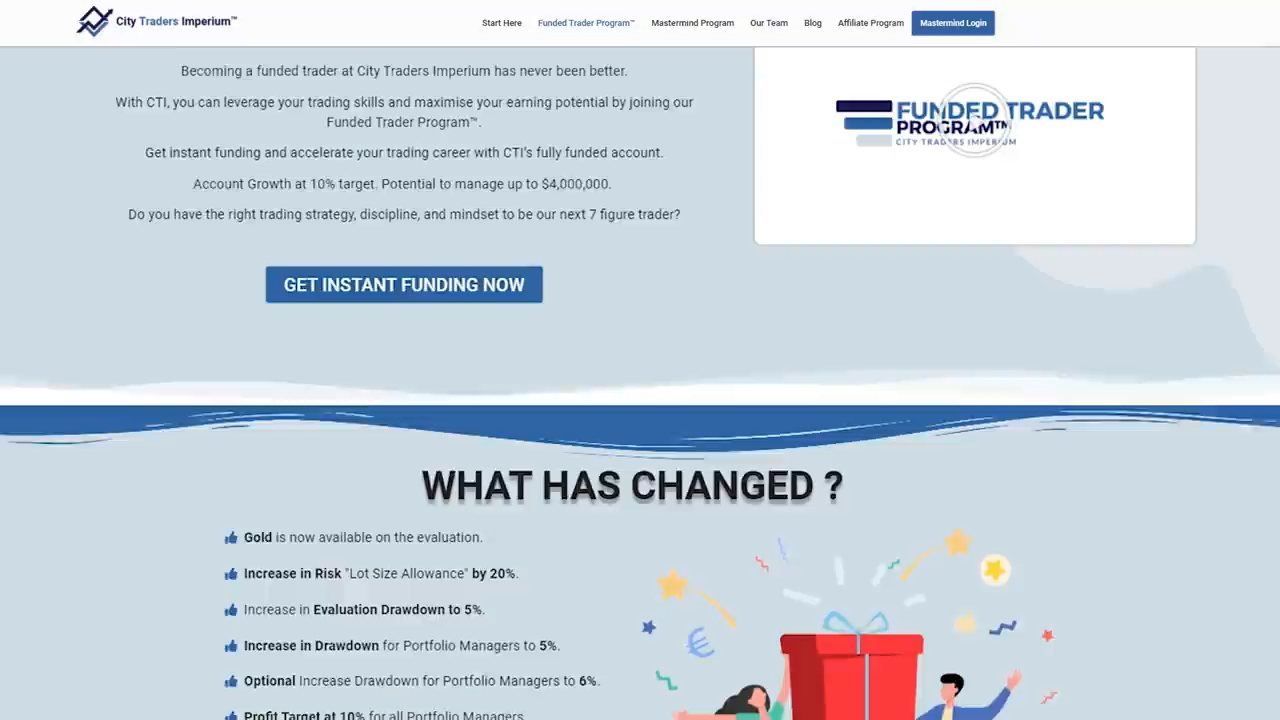 City Traders Imperium™
Start Here
Funded Trader Program™
Mastermind Program
Our Team
Blog
Affiliate Program
Mastermind Login
Becoming a funded trader at City Traders Imperium has never been better.
With CTI, you can leverage your trading skills and maximise your earning potential by joining our
Funded Trader Program™.
Get instant funding and accelerate your trading career with CTI's fully funded account.
Account Growth at 10% target. Potential to manage up to $4,000,000.
Do you have the right trading strategy, discipline, and mindset to be our next 7 figure trader?
GET INSTANT FUNDING NOW
FUNDED TRADER
PROGRAM™
CITY TRADERS IMPERIUM
WHAT HAS CHANGED ?
Gold is now available on the evaluation.
Increase in Risk "Lot Size Allowance" by 20%.
Increase in Evaluation Drawdown to 5%.
Increase in Drawdown for Portfolio Managers to 5%.
Optional Increase Drawdown for Portfolio Managers to 6%.
Profit Target at 10% for all Portfolio Managers